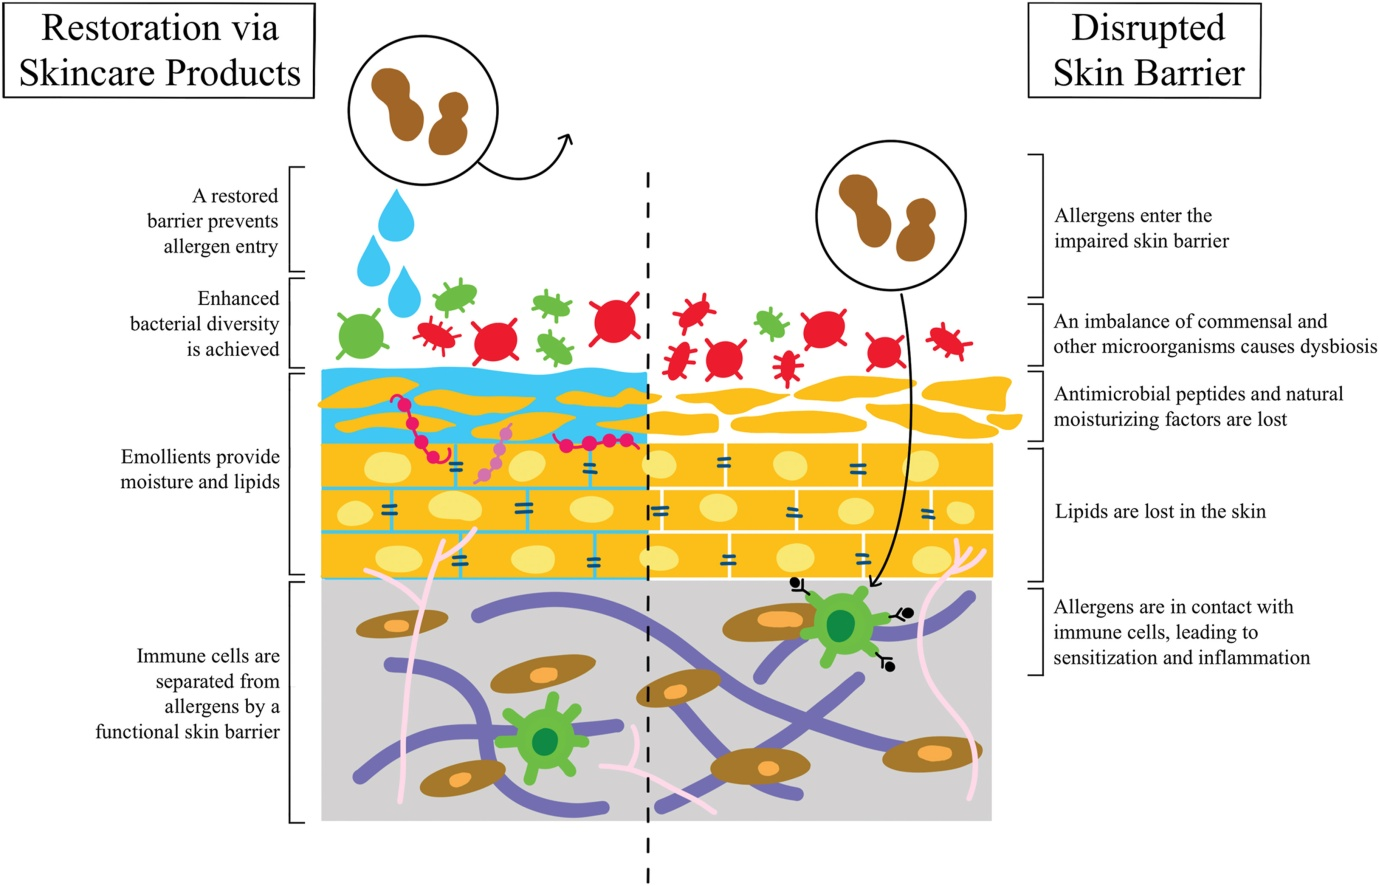 Restoration via
Skincare Products
A restored
barrier prevents
allergen entry
Enhanced
bacterial diversity
is achieved
Emollients provide
moisture and lipids
Immune cells are
separated from
allergens by a
functional skin barrier
Disrupted
Skin Barrier
Allergens enter the
impaired skin barrier
An imbalance of commensal and
other microorganisms causes dysbiosis
Antimicrobial peptides and natural
moisturizing factors are lost
Lipids are lost in the skin
Allergens are in contact with
immune cells, leading to
sensitization and inflammation